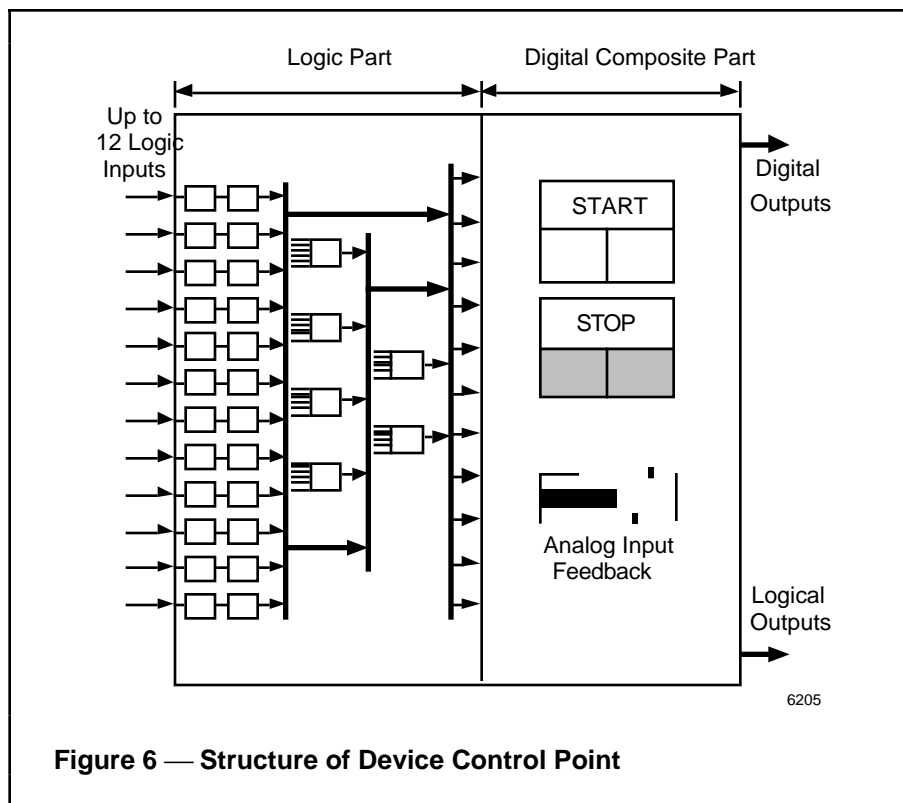 Logic Part
Digital Composite Part
Up to
12 Logic
Inputs
Digital
Outputs
START
STOP
Analog Input
Feedback
Logical
Outputs
6205
Figure 6 — Structure of Device Control Point